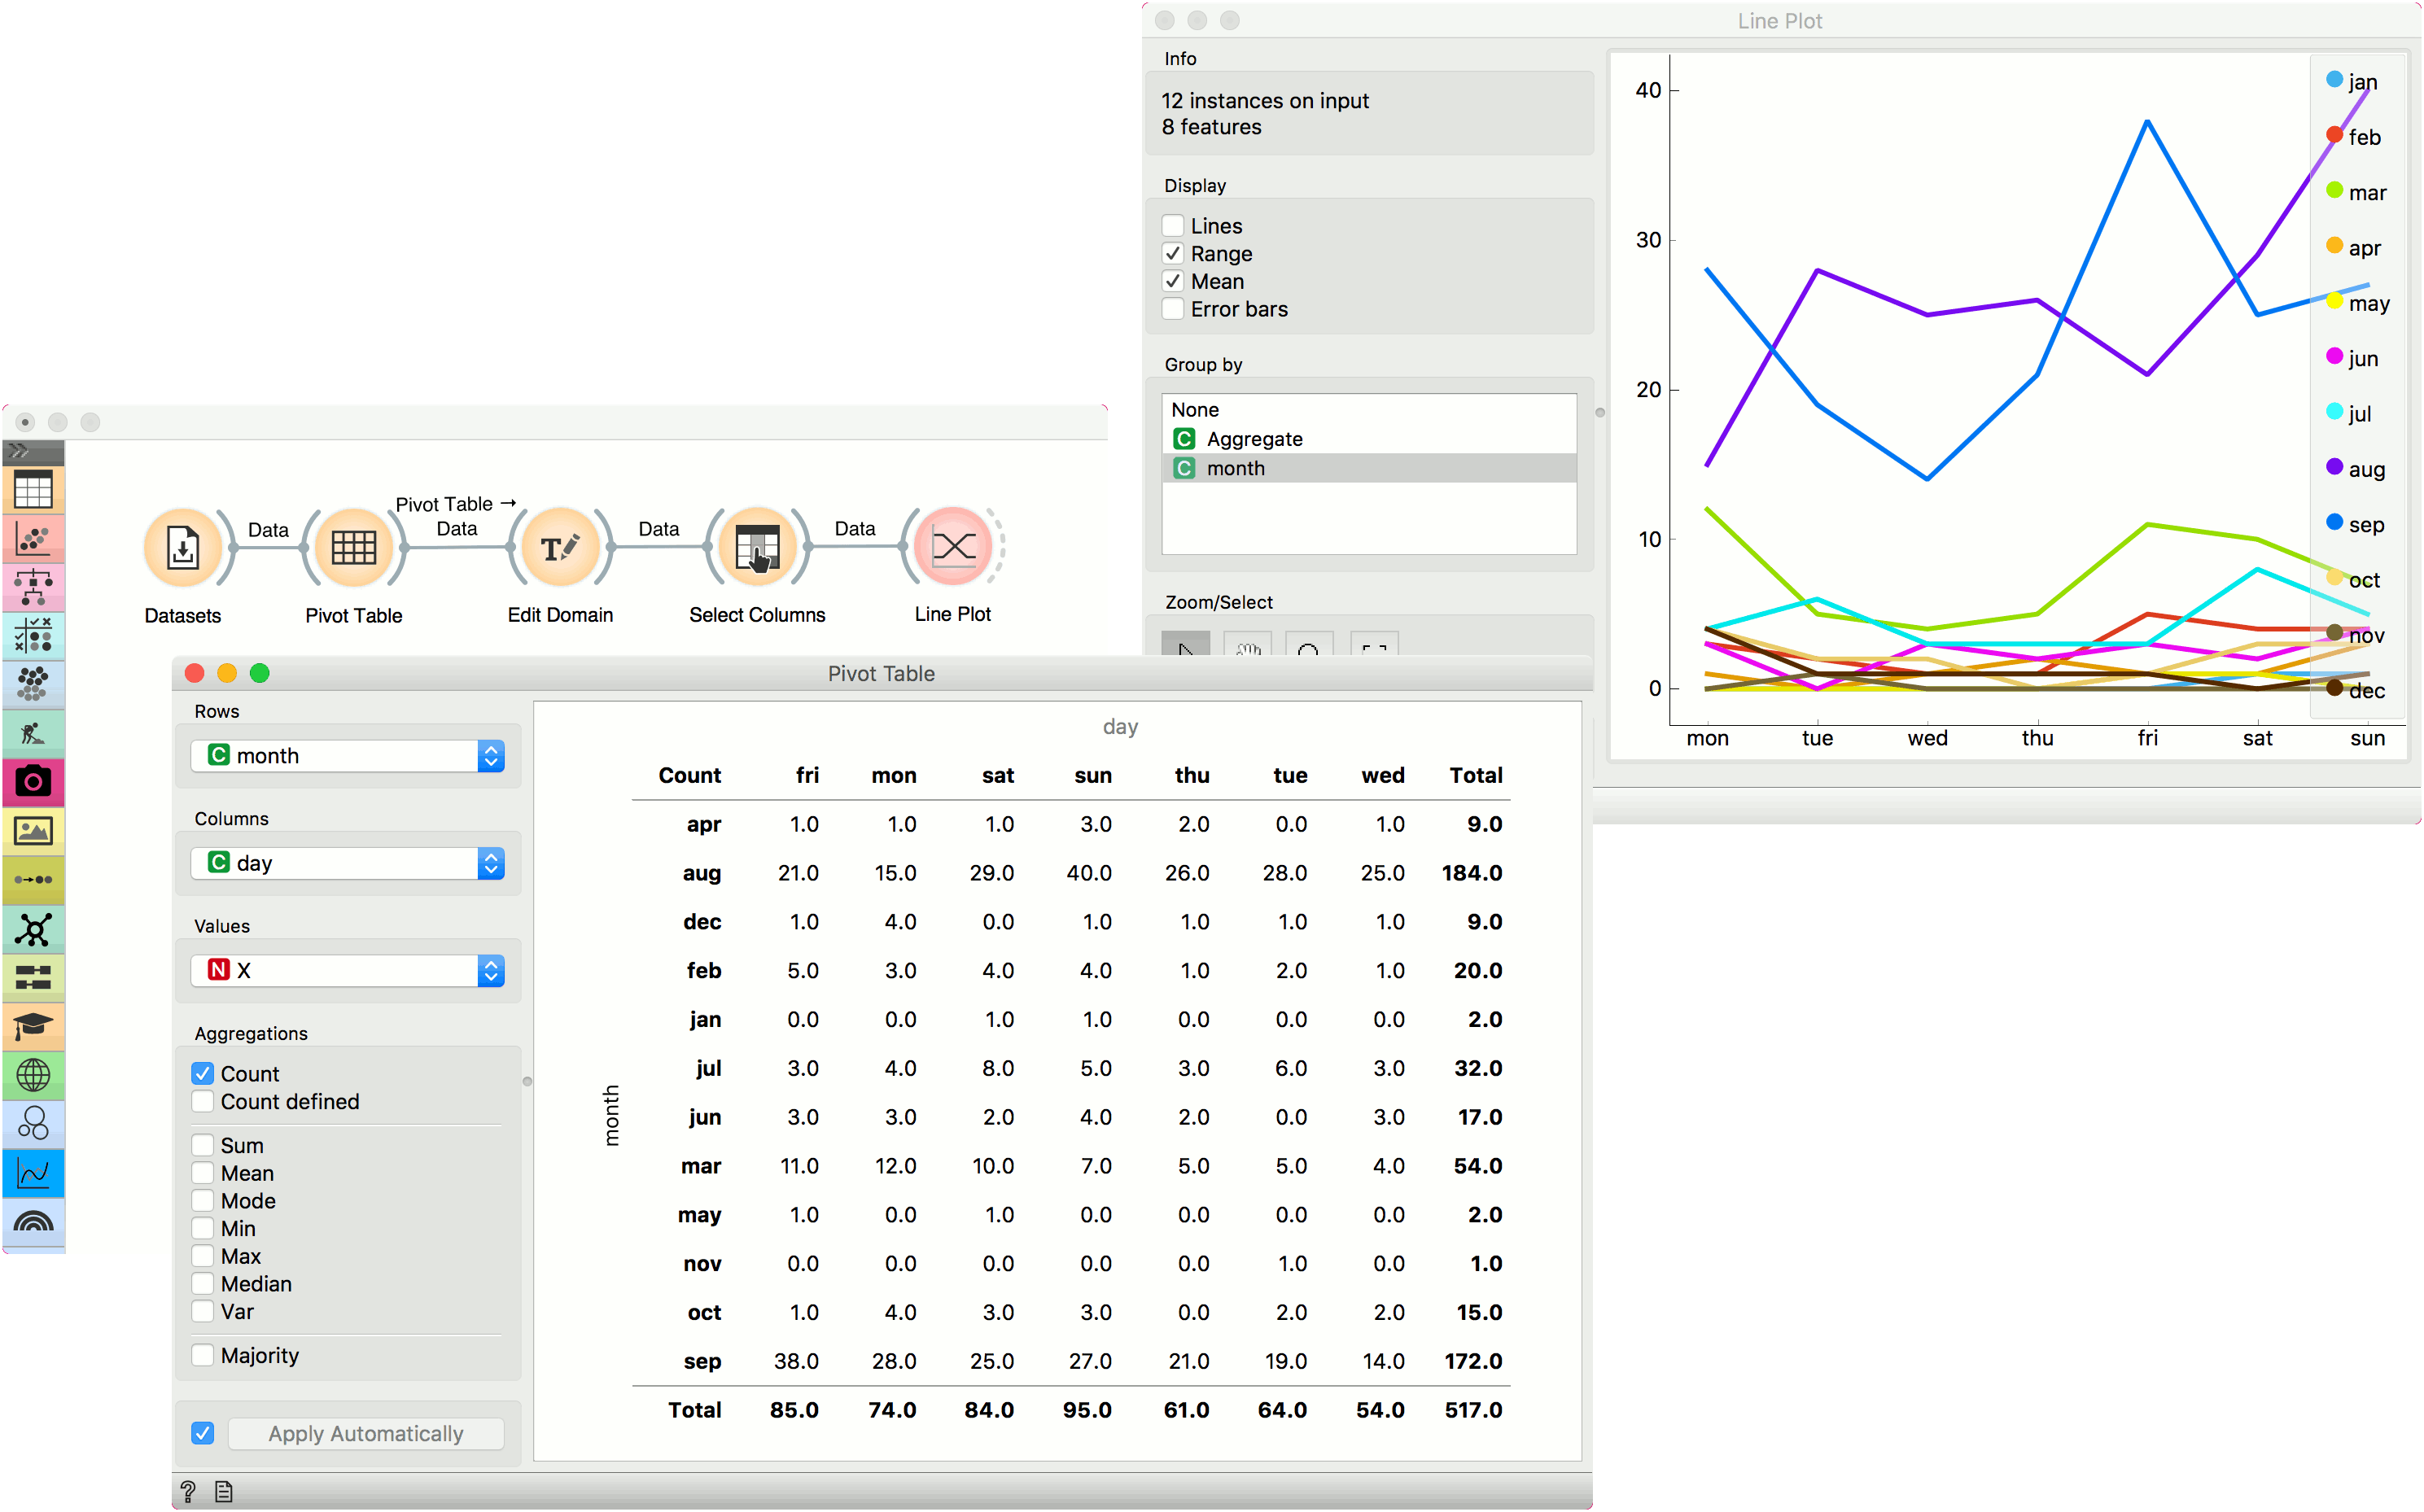 Line Plot
Info
12 instances on input
8 features
Display
Lines
Range
Mean
Error bars
Group by
None
C Aggregate
C month
Zoom/Select
40
30
20
10
0
mon tue wed thu fri sat sun
jan
feb
mar
apr
may
jun
jul
aug
sep
oct
nov
dec
Data
Pivot Table →
Data
Data
Data
Datasets
Pivot Table
Edit Domain
Select Columns
Line Plot
Pivot Table
Rows
C month
Columns
C day
Values
N X
Aggregations
Count
Count defined
Sum
Mean
Mode
Min
Max
Median
Var
Majority
Apply Automatically
day
month
Count fri mon sat sun thu tue wed Total
apr 1.0 1.0 1.0 3.0 2.0 0.0 1.0 9.0
aug 21.0 15.0 29.0 40.0 26.0 28.0 25.0 184.0
dec 1.0 4.0 0.0 1.0 1.0 1.0 1.0 9.0
feb 5.0 3.0 4.0 4.0 1.0 2.0 1.0 20.0
jan 0.0 0.0 1.0 1.0 0.0 0.0 0.0 2.0
jul 3.0 4.0 8.0 5.0 3.0 6.0 3.0 32.0
jun 3.0 3.0 2.0 4.0 2.0 0.0 3.0 17.0
mar 11.0 12.0 10.0 7.0 5.0 5.0 4.0 54.0
may 1.0 0.0 1.0 0.0 0.0 0.0 0.0 2.0
nov 0.0 0.0 0.0 0.0 0.0 1.0 0.0 1.0
oct 1.0 4.0 3.0 3.0 0.0 2.0 2.0 15.0
sep 38.0 28.0 25.0 27.0 21.0 19.0 14.0 172.0
Total 85.0 74.0 84.0 95.0 61.0 64.0 54.0 517.0